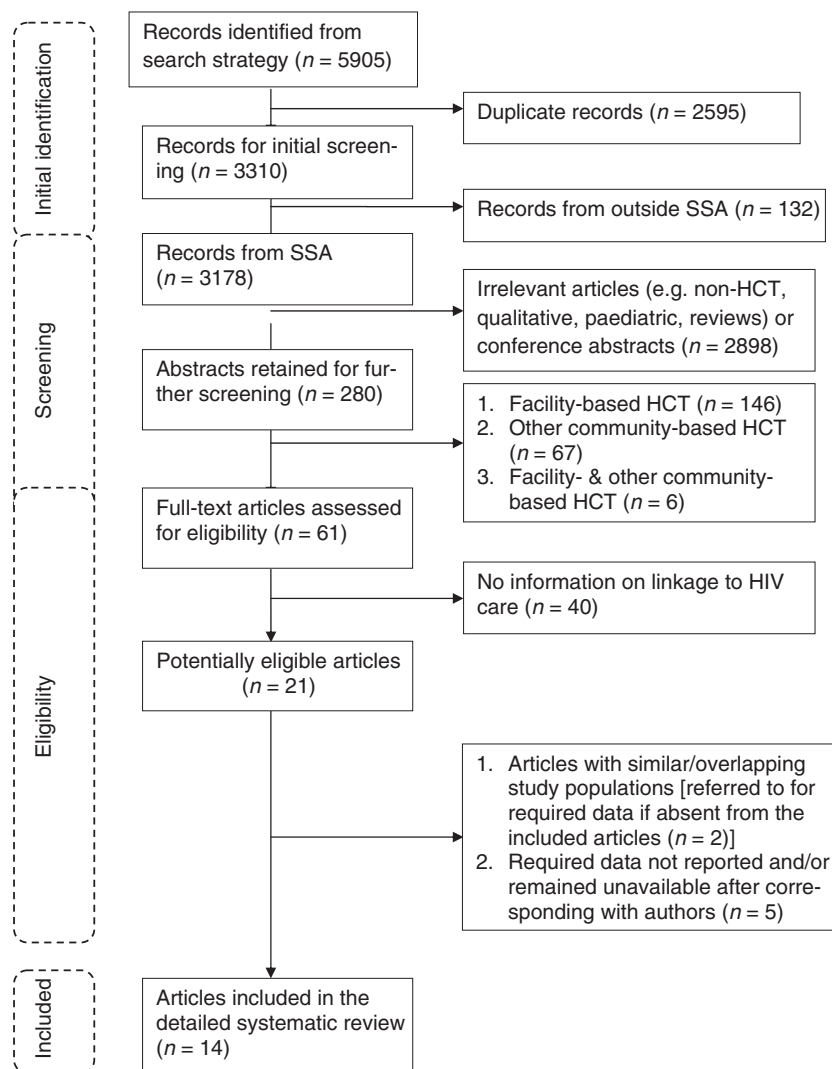 Initial identification
Records identified from
search strategy (n = 5905)
Duplicate records (n = 2595)
Records for initial screen-
ing (n = 3310)
Records from outside SSA (n = 132)
Screening
Records from SSA
(n = 3178)
Irrelevant articles (e.g. non-HCT,
qualitative, paediatric, reviews) or
conference abstracts (n = 2898)
Abstracts retained for fur-
ther screening (n = 280)
1. Facility-based HCT (n = 146)
2. Other community-based HCT
(n = 67)
3. Facility- & other community-
based HCT (n = 6)
Eligibility
Full-text articles assessed
for eligibility (n = 61)
No information on linkage to HIV
care (n = 40)
Potentially eligible articles
(n = 21)
1. Articles with similar/overlapping
study populations [referred to for
required data if absent from the
included articles (n = 2)]
2. Required data not reported and/or
remained unavailable after corre-
sponding with authors (n = 5)
Included
Articles included in the
detailed systematic review
(n = 14)